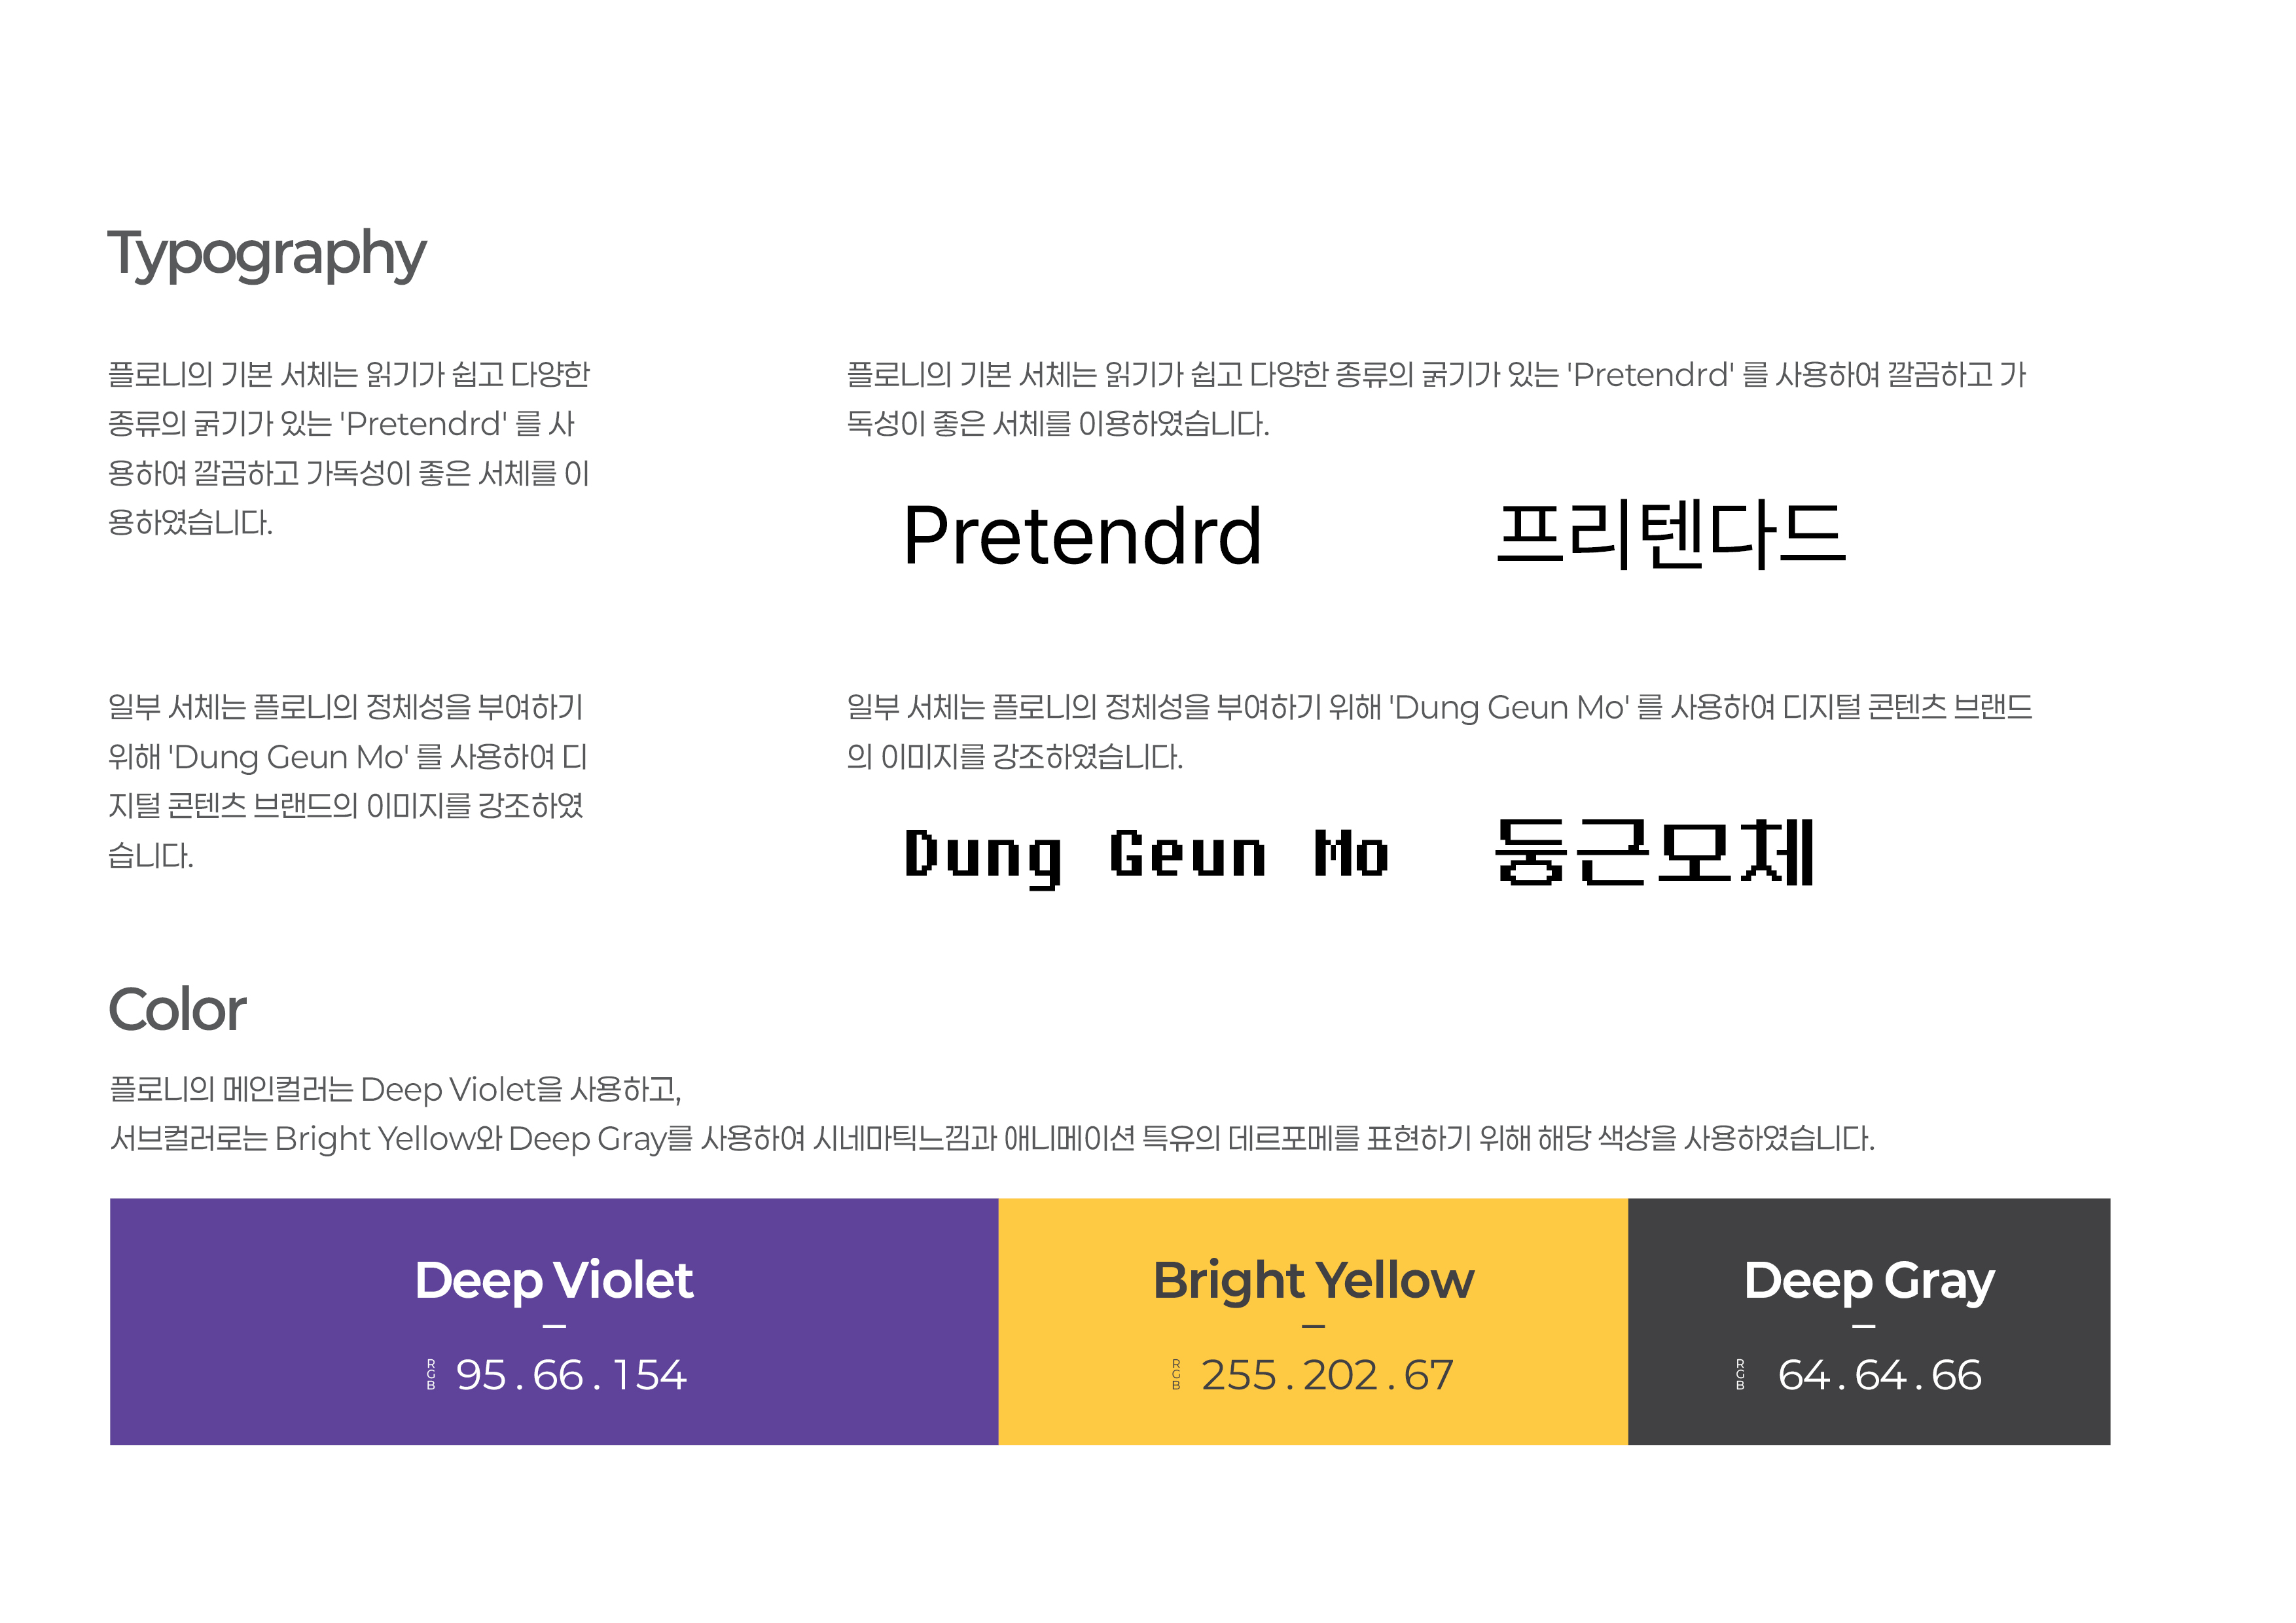 Typography
플로니의 기본 서체는 읽기가 쉽고 다양한
종류의 굵기가 있는 'Pretendrd' 를 사
용하여 깔끔하고 가독성이 좋은 서체를 이
용하였습니다.
플로니의 기본 서체는 읽기가 쉽고 다양한 종류의 굵기가 있는 'Pretendrd' 를 사용하여 깔끔하고 가
독성이 좋은 서체를 이용하였습니다.
Pretendrd 프리텐다드
일부 서체는 플로니의 정체성을 부여하기
위해 'Dung Geun Mo' 를 사용하여 디
지털 콘텐츠 브랜드의 이미지를 강조하였
습니다.
일부 서체는 플로니의 정체성을 부여하기 위해 'Dung Geun Mo' 를 사용하여 디지털 콘텐츠 브랜드
의 이미지를 강조하였습니다.
Dung Geun Mo 둥근모체
Color
플로니의 메인컬러는 Deep Violet을 사용하고,
서브컬러로는 Bright Yellow와 Deep Gray를 사용하여 시네마틱느낌과 애니메이션 특유의 데르포메를 표현하기 위해 해당 색상을 사용하였습니다.
Deep Violet
RGB 95 . 66 . 154
Bright Yellow
RGB 255 . 202 . 67
Deep Gray
RGB 64 . 64 . 66